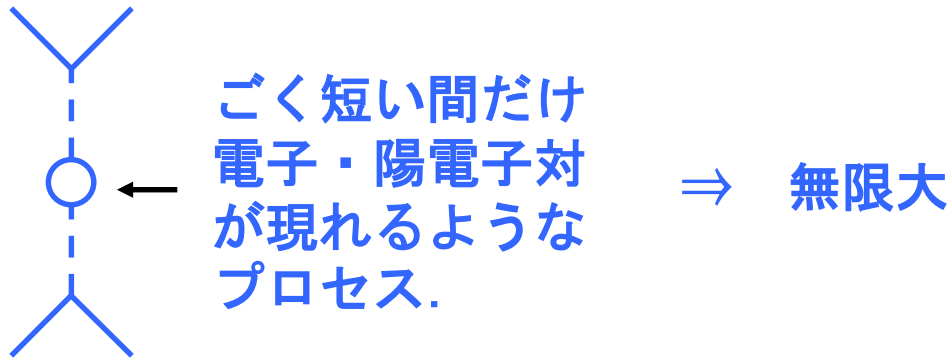 ごく短い間だけ
電子・陽電子対
が現れるような
プロセス.
⇒ 無限大